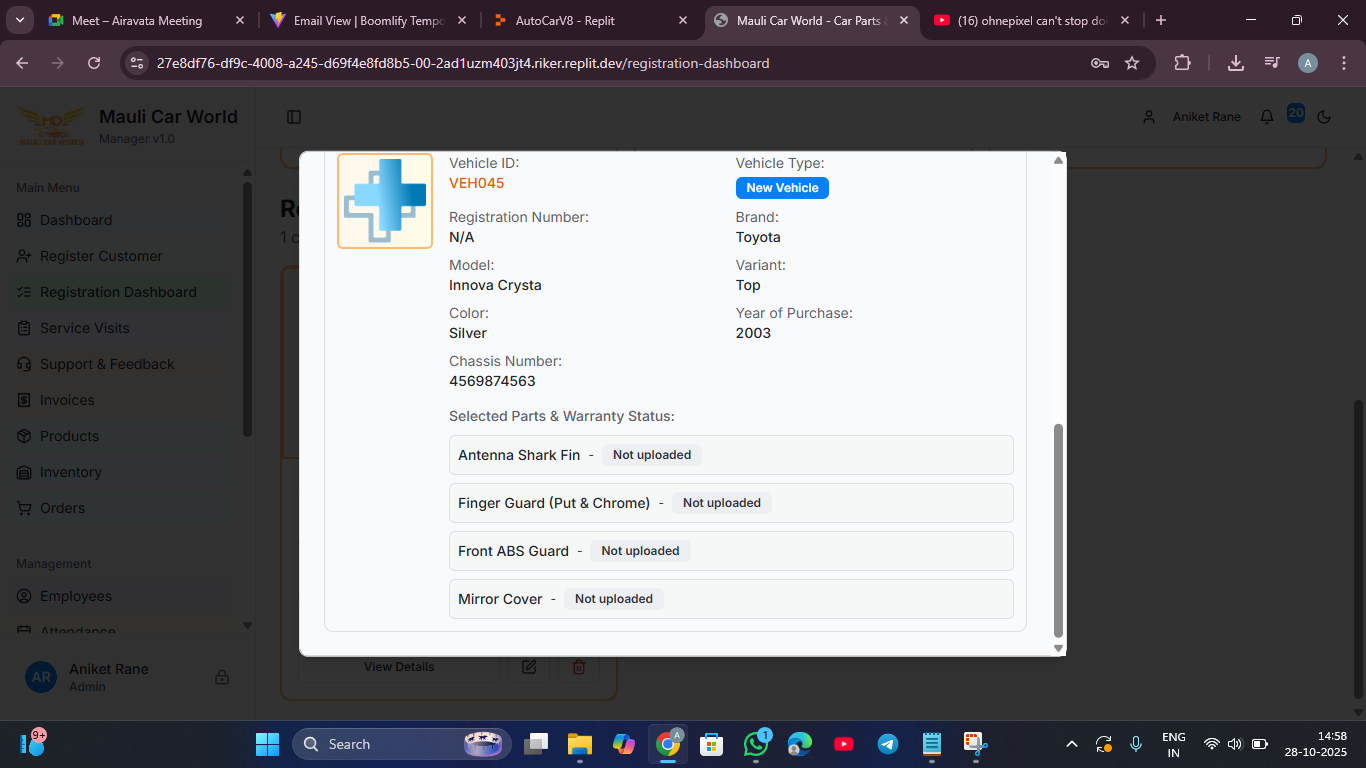 Meet – Airavata Meeting
Email View | Boomlify Tempo
AutoCarV8 - Replit
Mauli Car World - Car Parts &
(16) ohnepixel can't stop doi
27e8df76-df9c-4008-a245-d69f4e8fd8b5-00-2ad1uzm403jt4.riker.replit.dev/registration-dashboard
A
MD
MAULI CAR WORLD
Mauli Car World
Manager v1.0
Aniket Rane
20
Main Menu
Dashboard
Register Customer
Registration Dashboard
Service Visits
Support & Feedback
Invoices
Products
Inventory
Orders
Management
Employees
Attendance
AR
Aniket Rane
Admin
1 c
Vehicle ID:
VEH045
Vehicle Type:
New Vehicle
Registration Number:
N/A
Brand:
Toyota
Model:
Innova Crysta
Variant:
Top
Color:
Silver
Year of Purchase:
2003
Chassis Number:
4569874563
Selected Parts & Warranty Status:
Antenna Shark Fin - Not uploaded
Finger Guard (Put & Chrome) - Not uploaded
Front ABS Guard - Not uploaded
Mirror Cover - Not uploaded
View Details
9+
Search
A
1
ENG
IN
14:58
28-10-2025